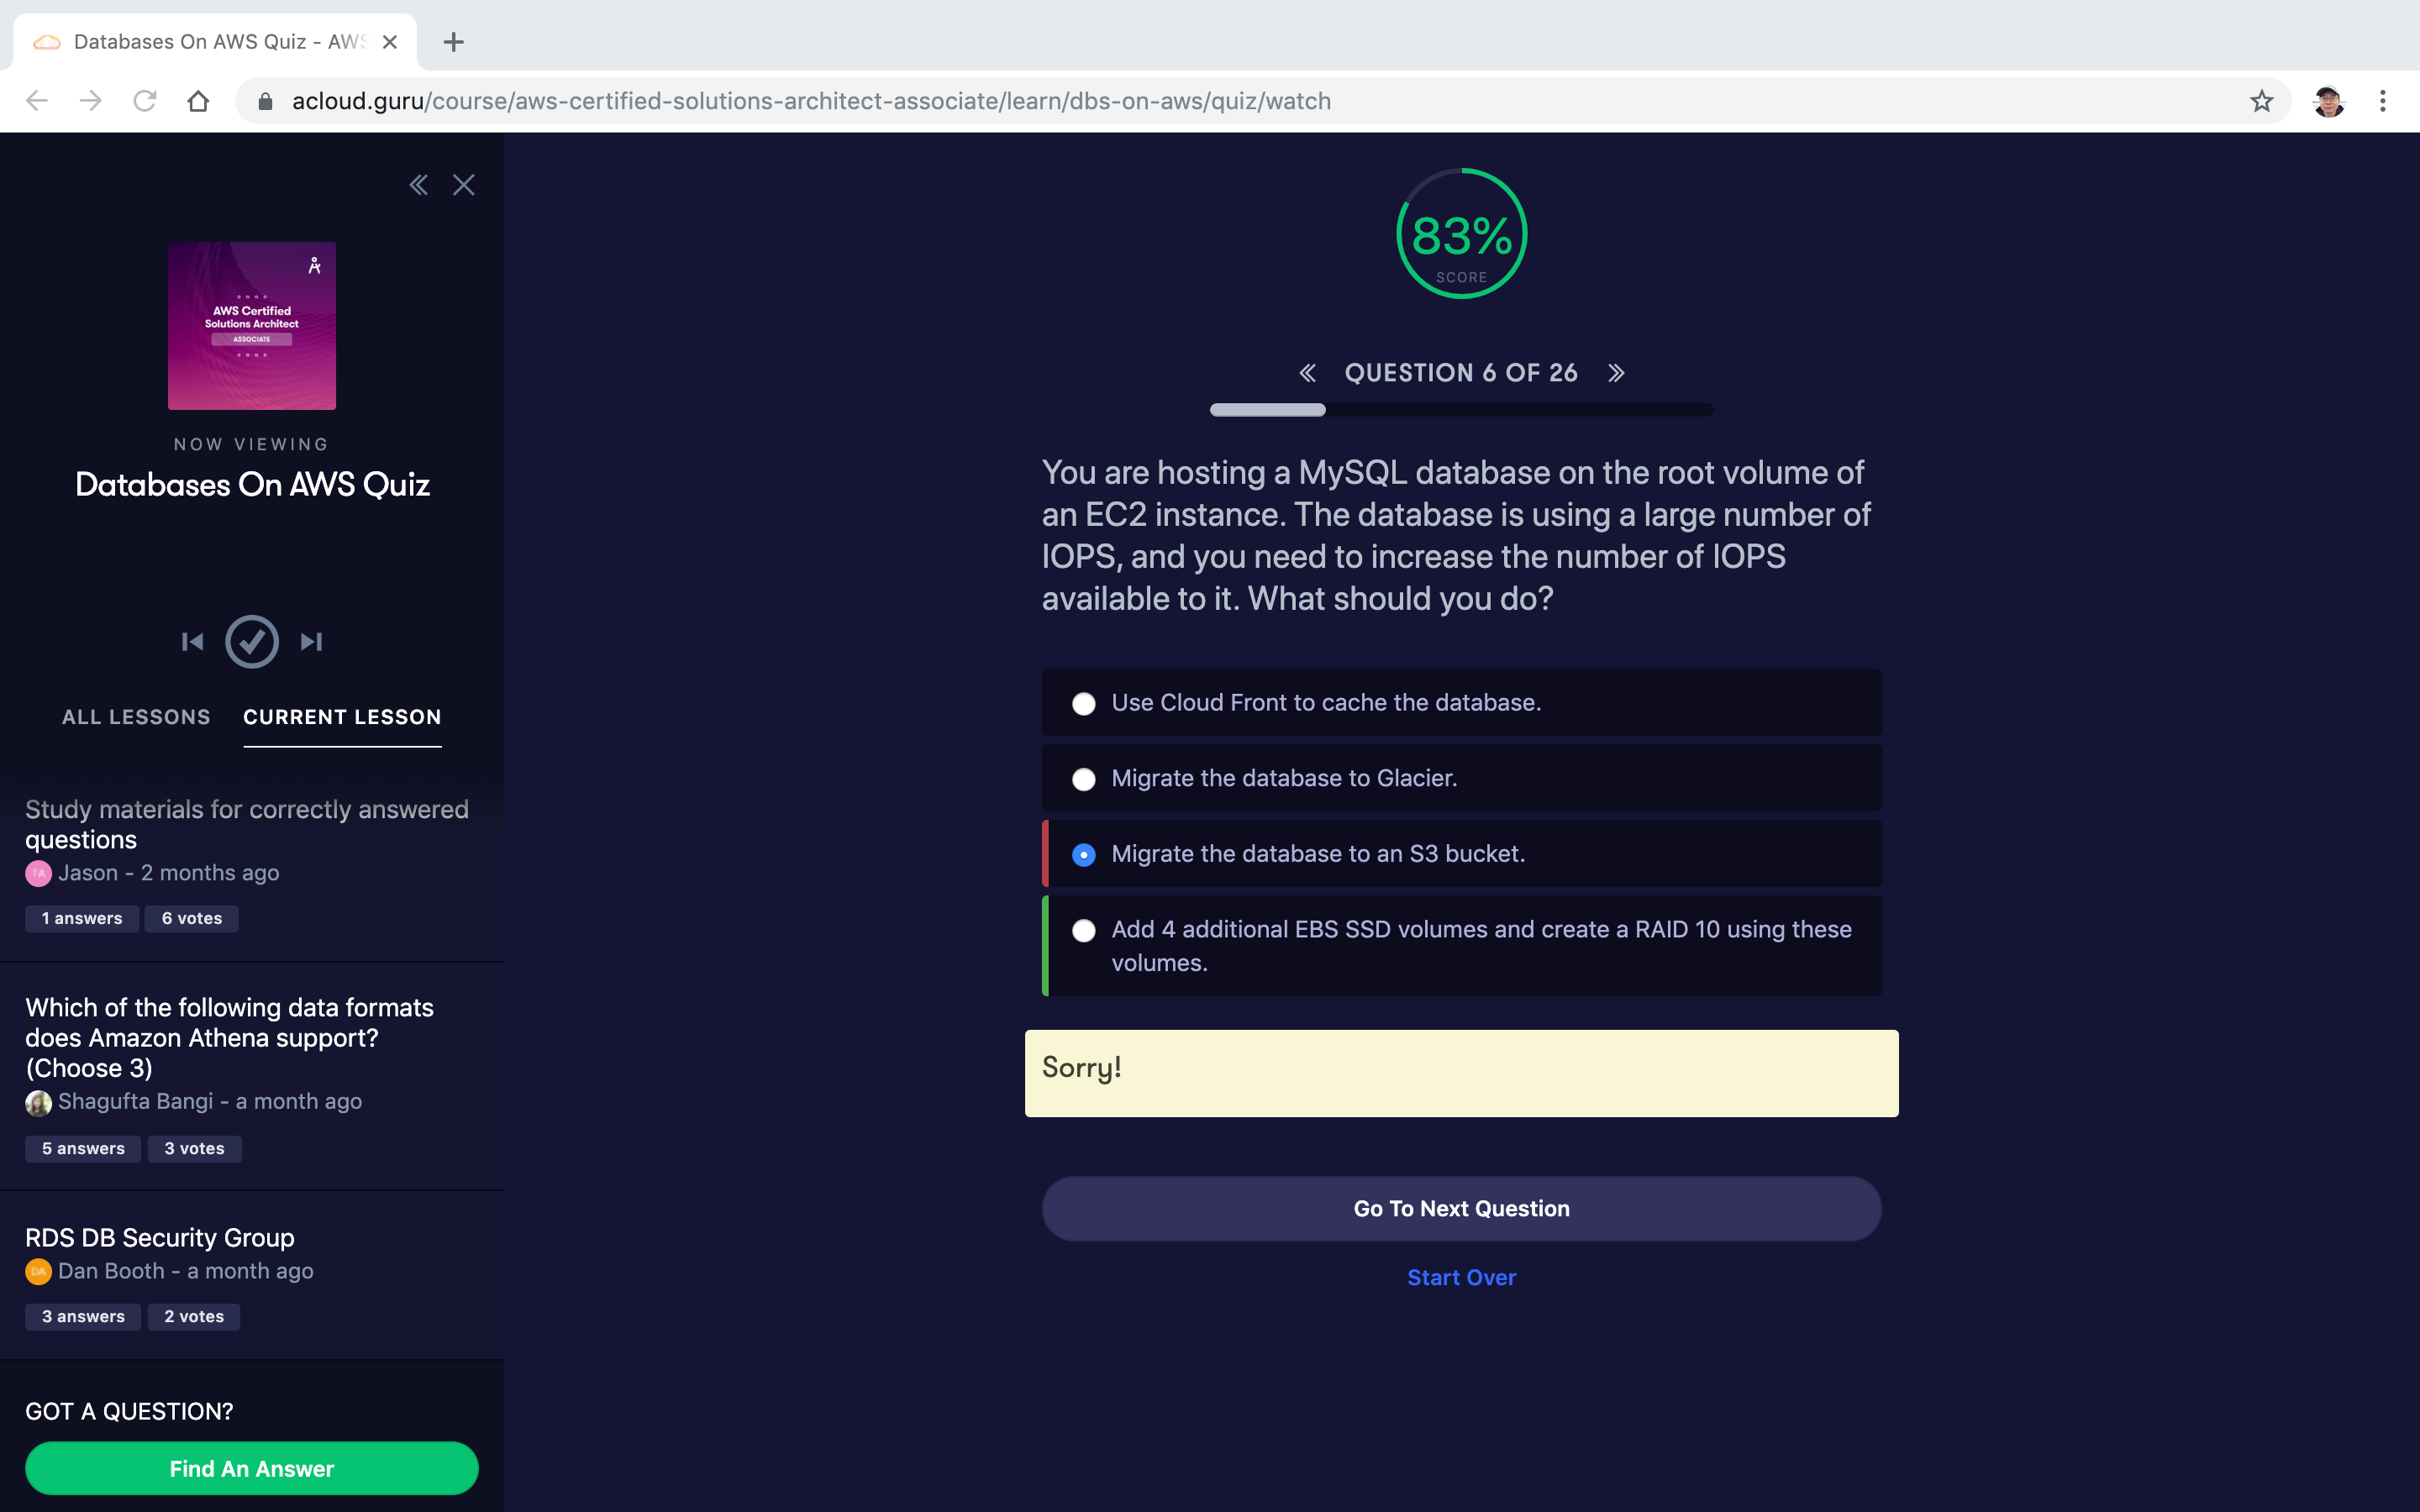 Databases On AWS Quiz - AWS
acloud.guru/course/aws-certified-solutions-architect-associate/learn/dbs-on-aws/quiz/watch
AWS Certified
Solutions Architect
ASSOCIATE
NOW VIEWING
Databases On AWS Quiz
ALL LESSONS
CURRENT LESSON
Study materials for correctly answered
questions
TA
Jason - 2 months ago
1 answers
6 votes
Which of the following data formats
does Amazon Athena support?
(Choose 3)
Shagufta Bangi - a month ago
5 answers
3 votes
RDS DB Security Group
DA
Dan Booth - a month ago
3 answers
2 votes
GOT A QUESTION?
Find An Answer
83%
SCORE
QUESTION 6 OF 26
You are hosting a MySQL database on the root volume of
an EC2 instance. The database is using a large number of
IOPS, and you need to increase the number of IOPS
available to it. What should you do?
Use Cloud Front to cache the database.
Migrate the database to Glacier.
Migrate the database to an S3 bucket.
Add 4 additional EBS SSD volumes and create a RAID 10 using these
volumes.
Sorry!
Go To Next Question
Start Over